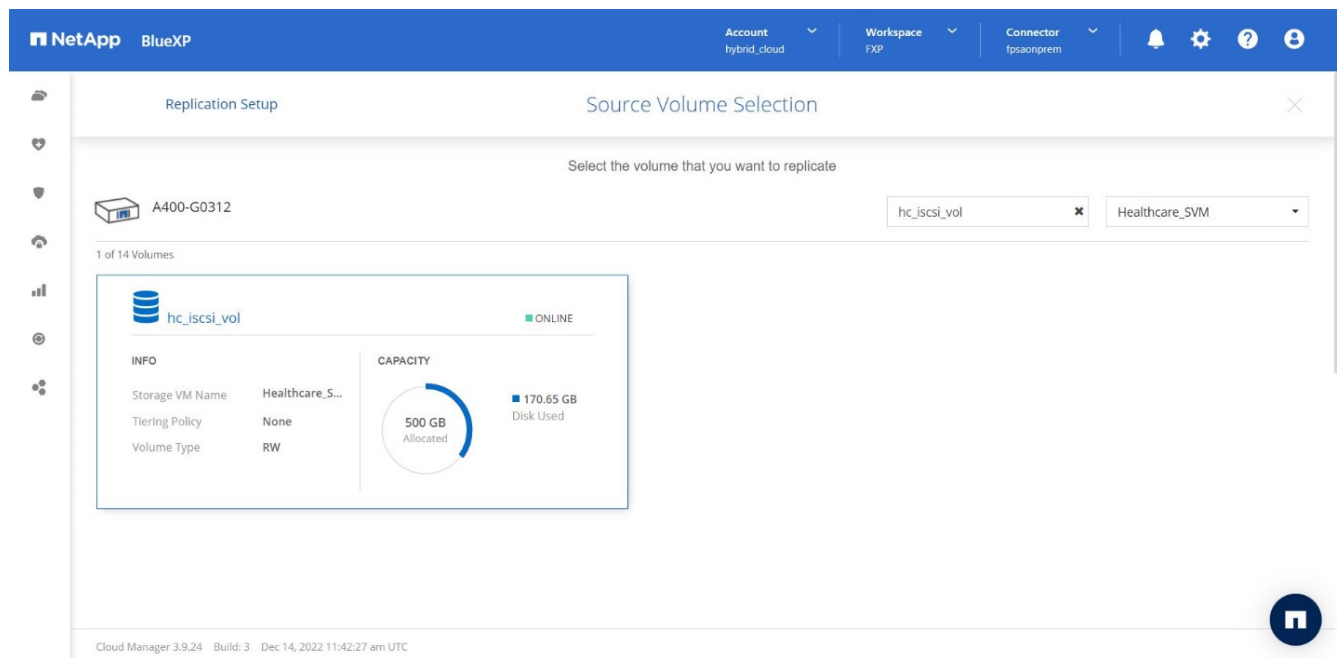 NetApp BlueXP
Account
hybrid_cloud
Workspace
FXP
Connector
fpsaonprem
Replication Setup
Source Volume Selection
Select the volume that you want to replicate
A400-G0312
hc_iscsi_vol
Healthcare_SVM
1 of 14 Volumes
hc_iscsi_vol
ONLINE
INFO
Storage VM Name Healthcare_S...
Tiering Policy None
Volume Type RW
CAPACITY
500 GB
Allocated
170.65 GB
Disk Used
Cloud Manager 3.9.24 Build: 3 Dec 14, 2022 11:42:27 am UTC